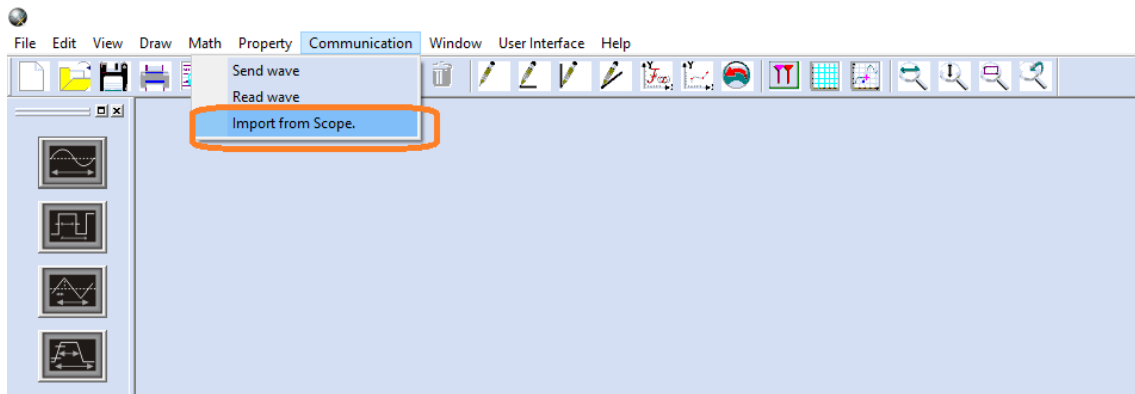 File Edit View Draw Math Property Communication Window User Interface Help
Send wave
Read wave
Import from Scope.